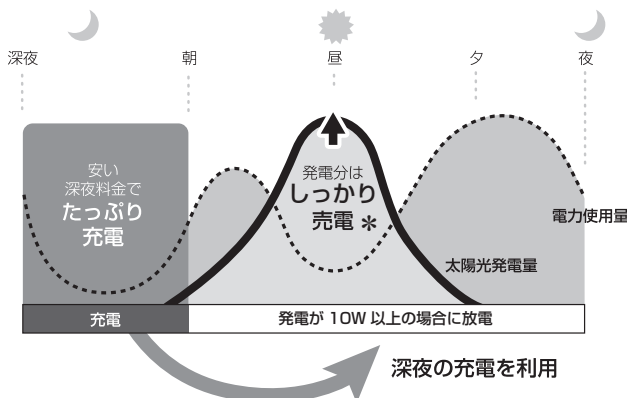 深夜
朝
昼
夕
夜
安い
深夜料金で
たっぷり
充電
発電分は
しっかり
売電＊
電力使用量
太陽光発電量
充電
発電が 10W 以上の場合に放電
深夜の充電を利用